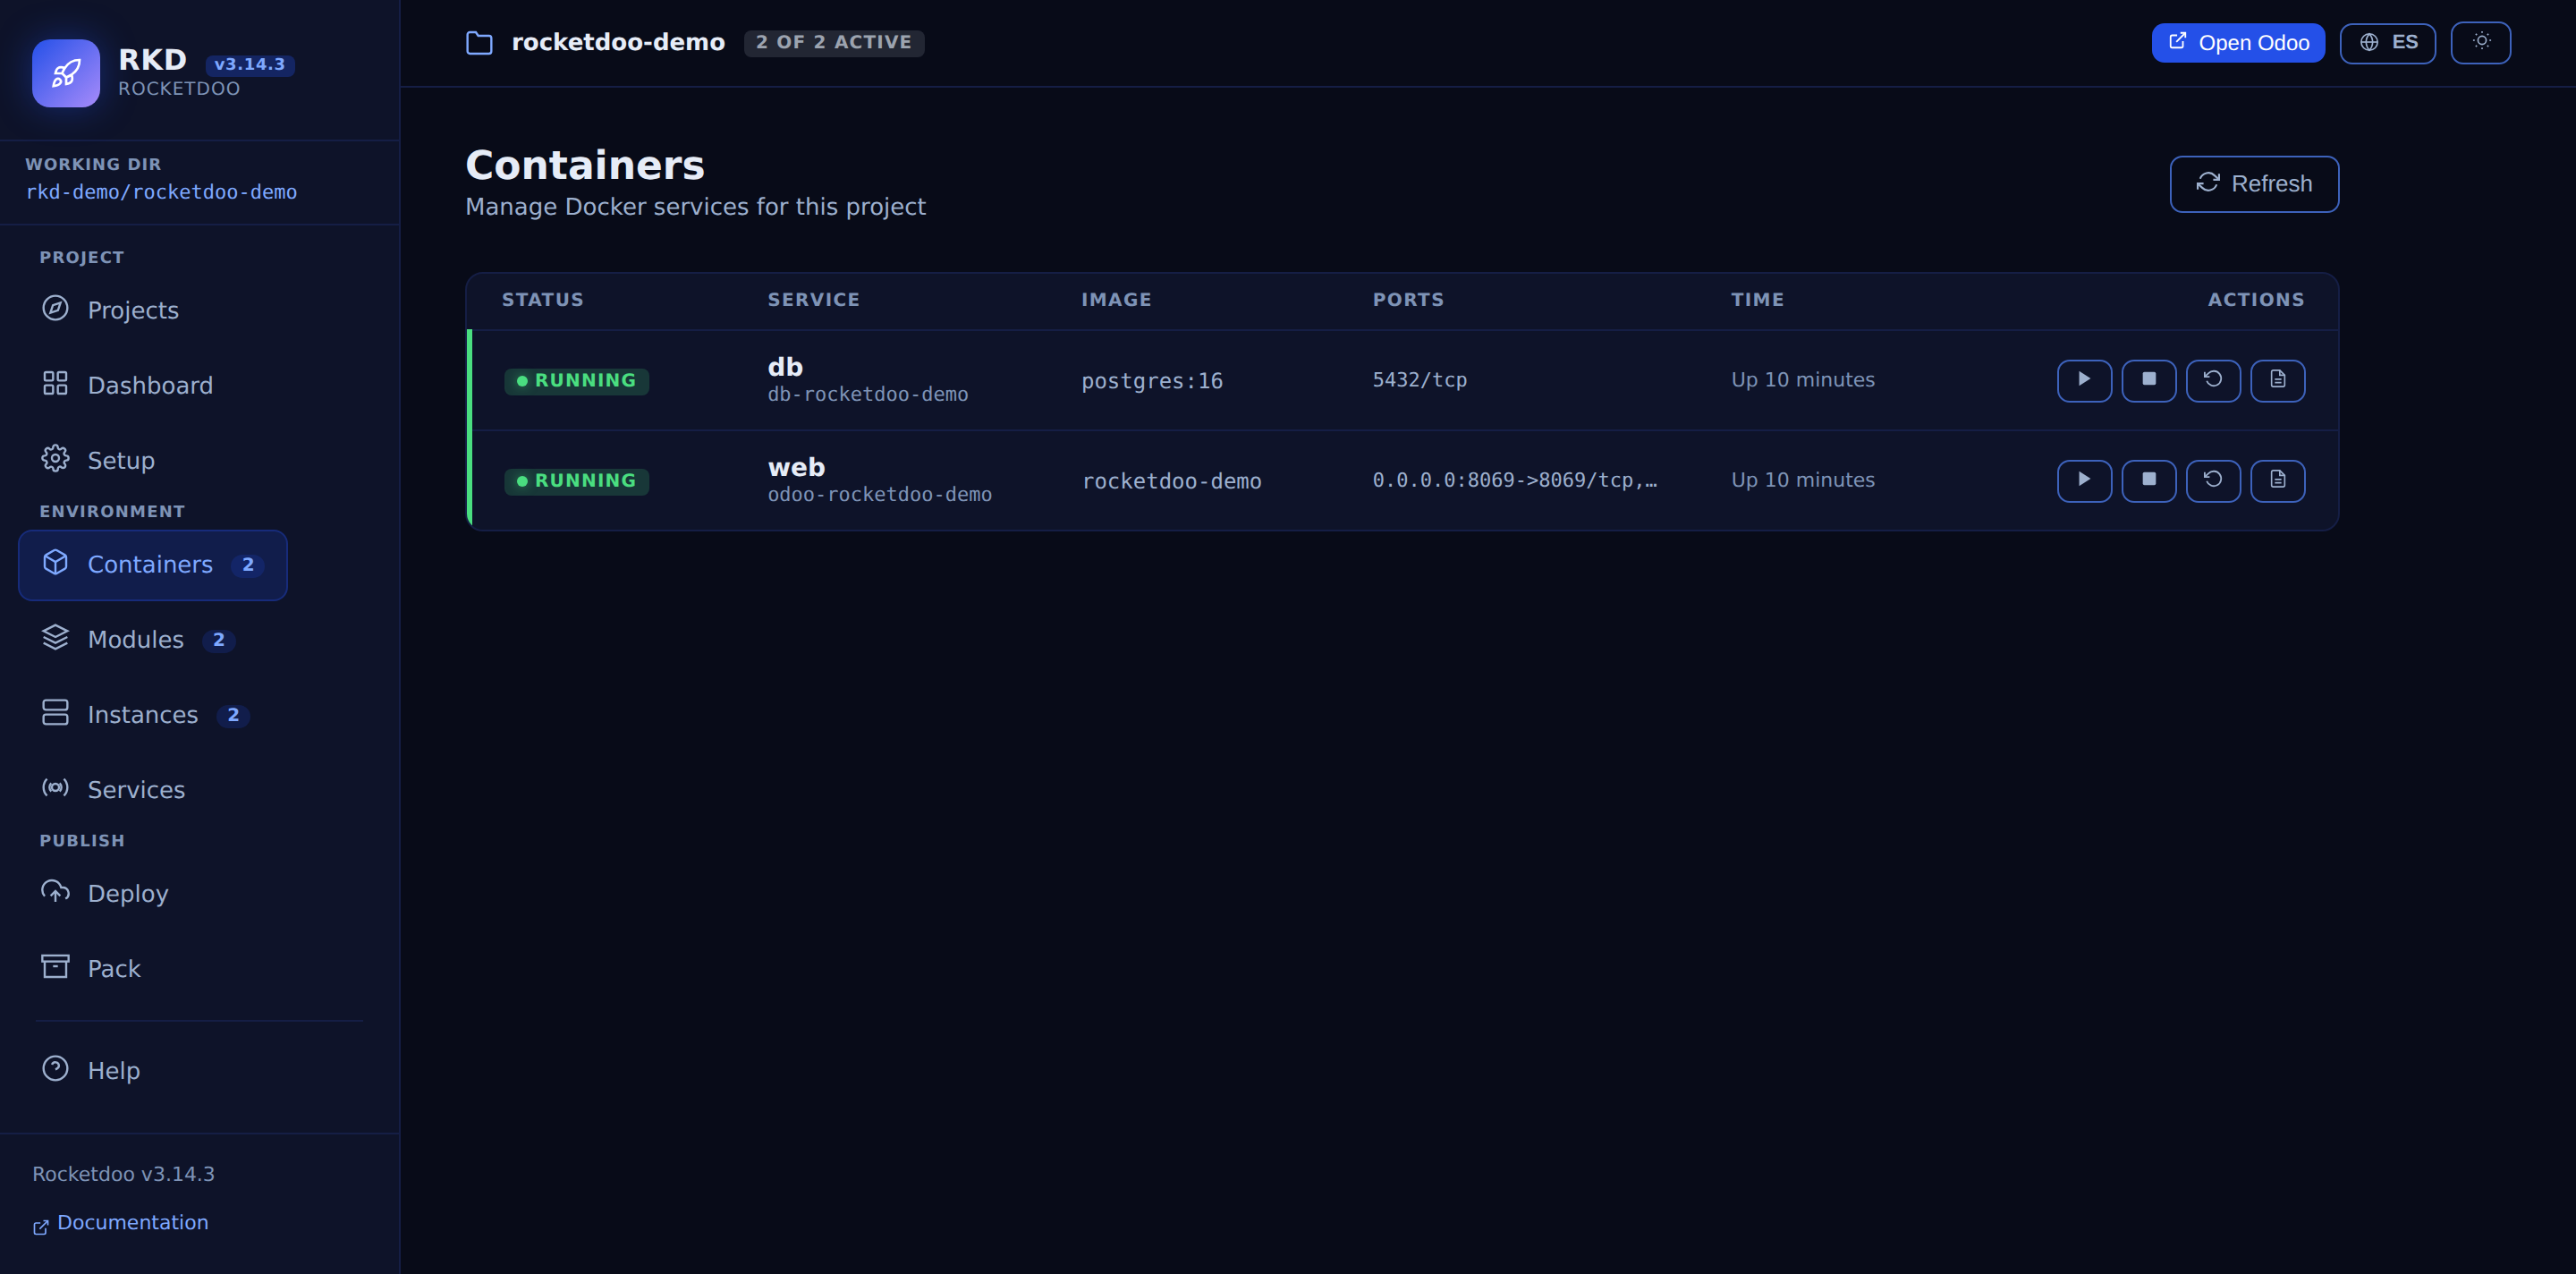 RKD v3.14.3
ROCKETDOO
WORKING DIR
rkd-demo/rocketdoo-demo
PROJECT
Projects
Dashboard
Setup
ENVIRONMENT
Containers 2
Modules 2
Instances 2
Services
PUBLISH
Deploy
Pack
Help
Rocketdoo v3.14.3
Documentation
rocketdoo-demo 2 OF 2 ACTIVE
Open Odoo ES
Containers
Manage Docker services for this project
Refresh
STATUS SERVICE IMAGE PORTS TIME ACTIONS
RUNNING db postgres:16 5432/tcp Up 10 minutes
db-rocketdoo-demo
RUNNING web rocketdoo-demo 0.0.0.0:8069->8069/tcp,… Up 10 minutes
odoo-rocketdoo-demo